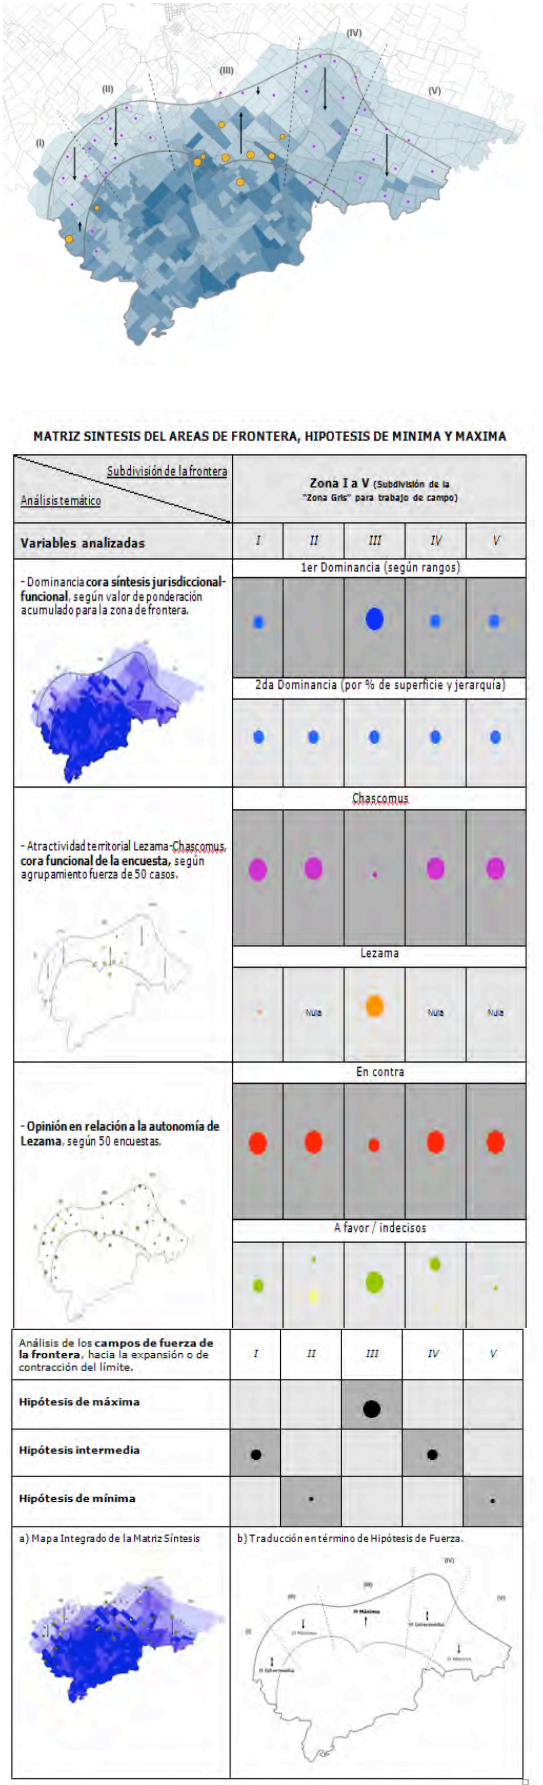 (IV)
(III)
(II)
(V)
(I)
MATRIZ SINTESIS DEL AREAS DE FRONTERA, HIPOTESIS DE MINIMA Y MAXIMA
Subdivisión de la frontera
Análisis temático
Zona I a V (Subdivisión de la
"Zona Gris" para trabajo de campo)
Variables analizadas
I II III IV V
1er Dominancia (según rangos)
- Dominancia cora síntesis jurisdiccional-
funcional, según valor de ponderación
acumulado para la zona de frontera.
2da Dominancia (por % de superficie y jerarquía)
Chascomus
- Atractividad territorial Lezama-Chascomus,
cora funcional de la encuesta, según
agrupamiento fuerza de 50 casos.
Lezama
Nula Nula Nula
En contra
- Opinión en relación a la autonomía de
Lezama, según 50 encuestas.
A favor / indecisos
Análisis de los campos de fuerza de
la frontera, hacia la expansión o de
contracción del límite.
I II III IV V
Hipótesis de máxima
Hipótesis intermedia
Hipótesis de mínima
a) Mapa Integrado de la Matriz Síntesis
b) Traducción en término de Hipótesis de Fuerza.
(IV)
(III)
(II)
(V)
H Máxima
H Intermedia
(I)
H Intermedia